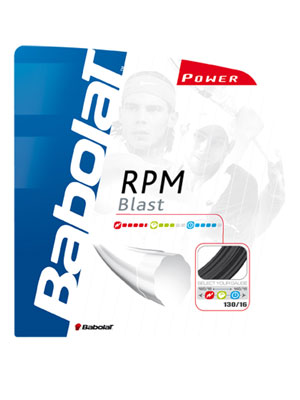 POWER
Babolat
RPM
Blast
SELECT YOUR GAUGE
130/16
Babolat